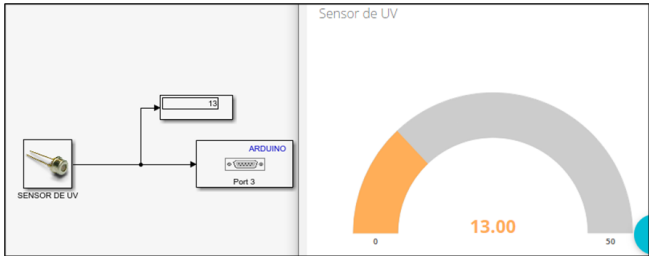 13
ARDUINO
Port 3
SENSOR DE UV
Sensor de UV
13.00
0
50